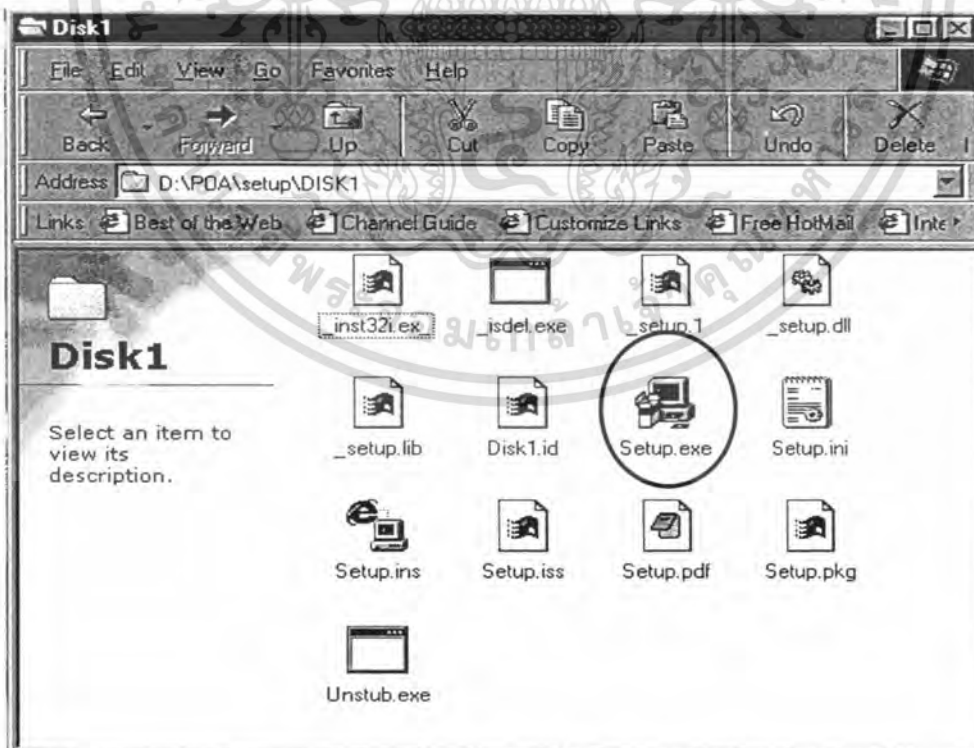 Disk1
File Edit View Go Favorites Help
Back Forward Up Cut Copy Paste Undo Delete
Address D:\PDA\setup\DISK1
Links Best of the Web Channel Guide Customize Links Free HotMail Inte
_inst32i.ex_ _isdel.exe _setup.1 _setup.dll
Disk1
Select an item to
view its
description.
_setup.lib Disk1.id Setup.exe Setup.ini
Setup.ins Setup.iss Setup.pdf Setup.pkg
Unstub.exe